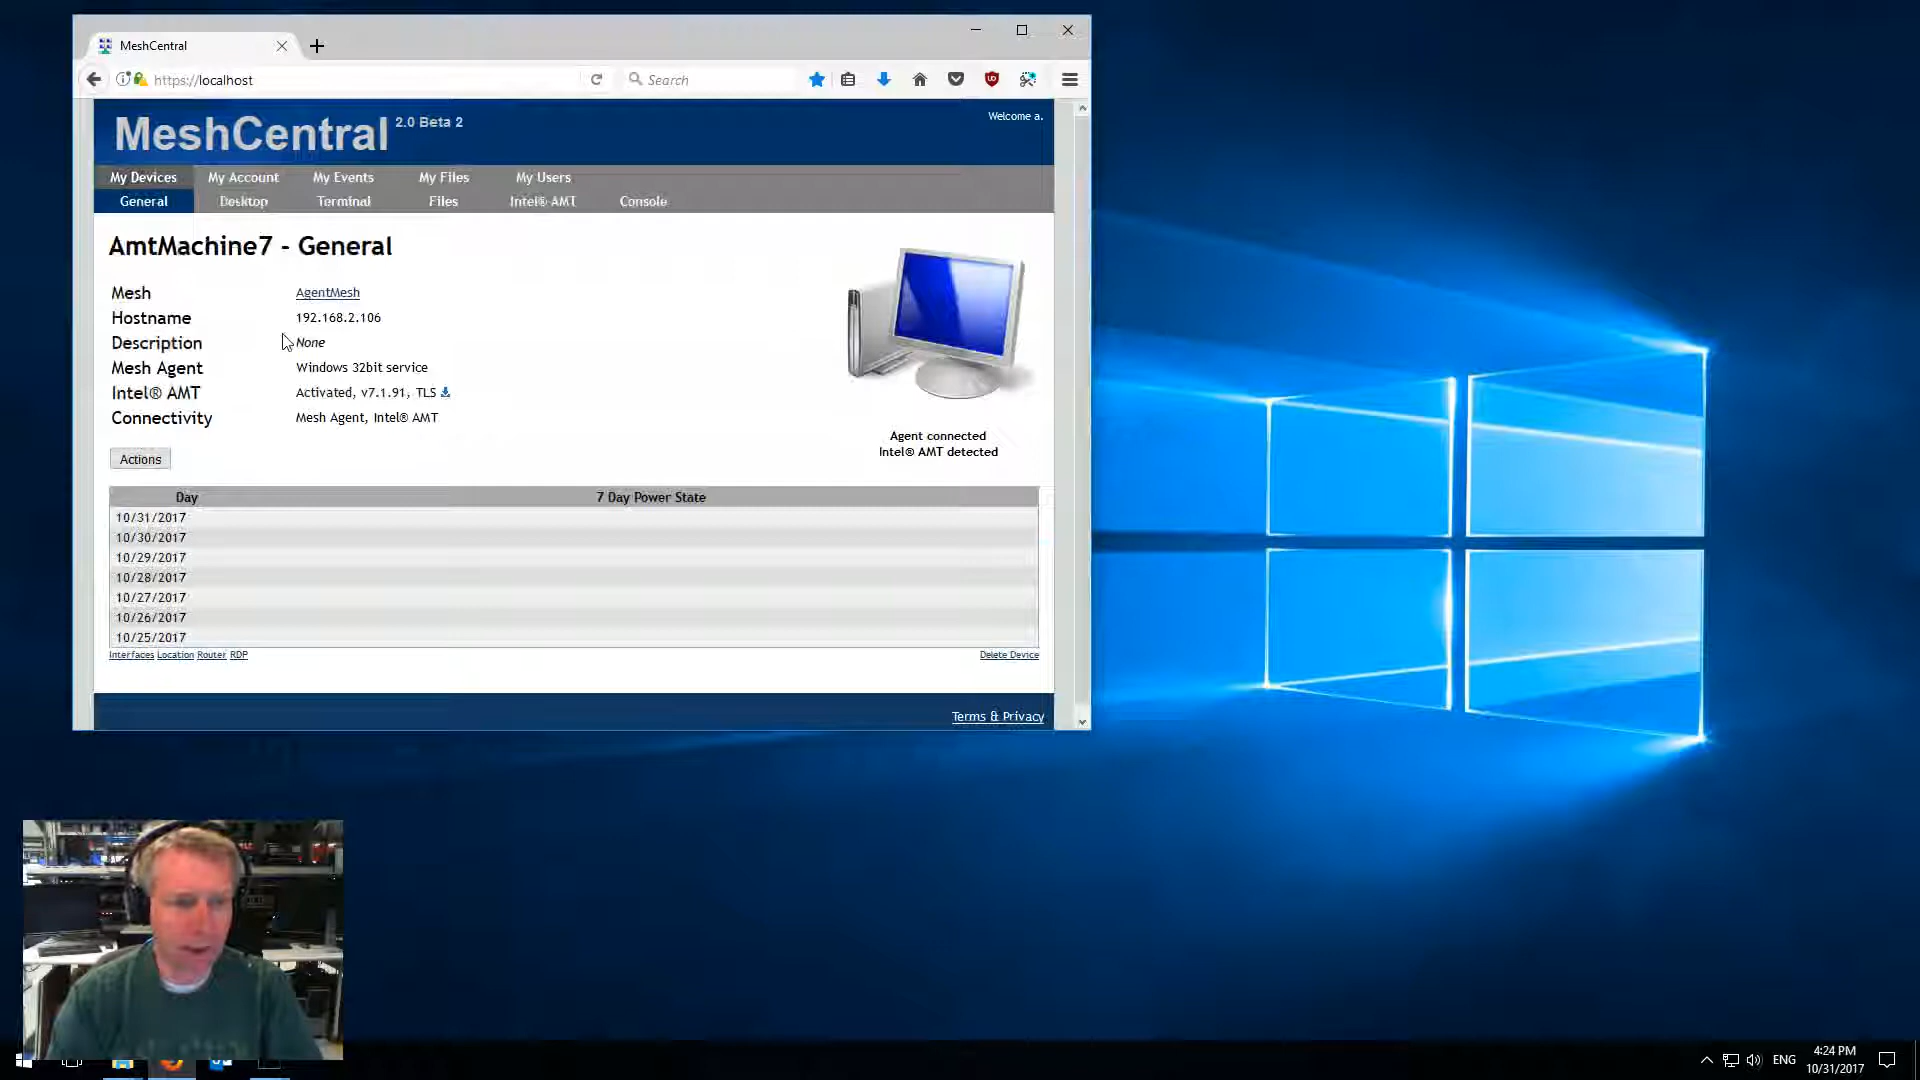 MeshCentral
https://localhost
Search
MeshCentral 2.0 Beta 2
Welcome a.
My Devices My Account My Events My Files My Users
General Desktop Terminal Files Intel® AMT Console
AmtMachine7 - General
Mesh AgentMesh
Hostname 192.168.2.106
Description None
Mesh Agent Windows 32bit service
Intel® AMT Activated, v7.1.91, TLS
Connectivity Mesh Agent, Intel® AMT
Agent connected
Intel® AMT detected
Actions
Day 7 Day Power State
10/31/2017
10/30/2017
10/29/2017
10/28/2017
10/27/2017
10/26/2017
10/25/2017
Interfaces Location Router RDP Delete Device
Terms & Privacy
ENG
4:24 PM
10/31/2017